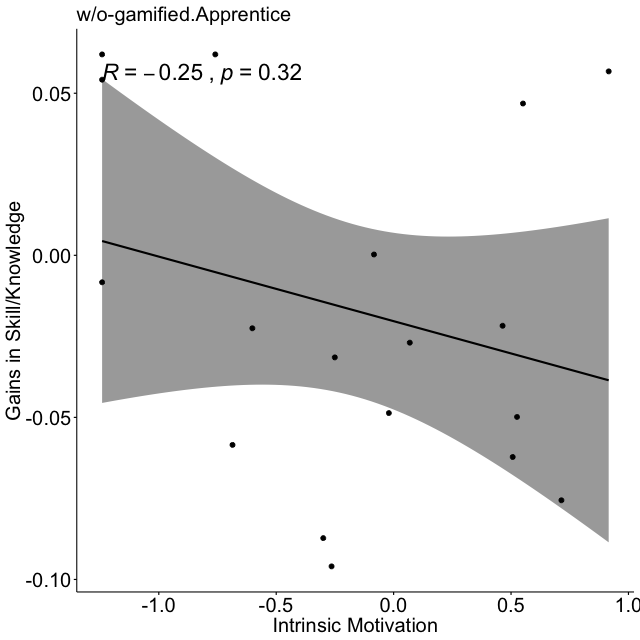 w/o-gamified.Apprentice
R = −0.25 , p = 0.32
0.05
0.00
-0.05
-0.10
Gains in Skill/Knowledge
-1.0 -0.5 0.0 0.5 1.0
Intrinsic Motivation